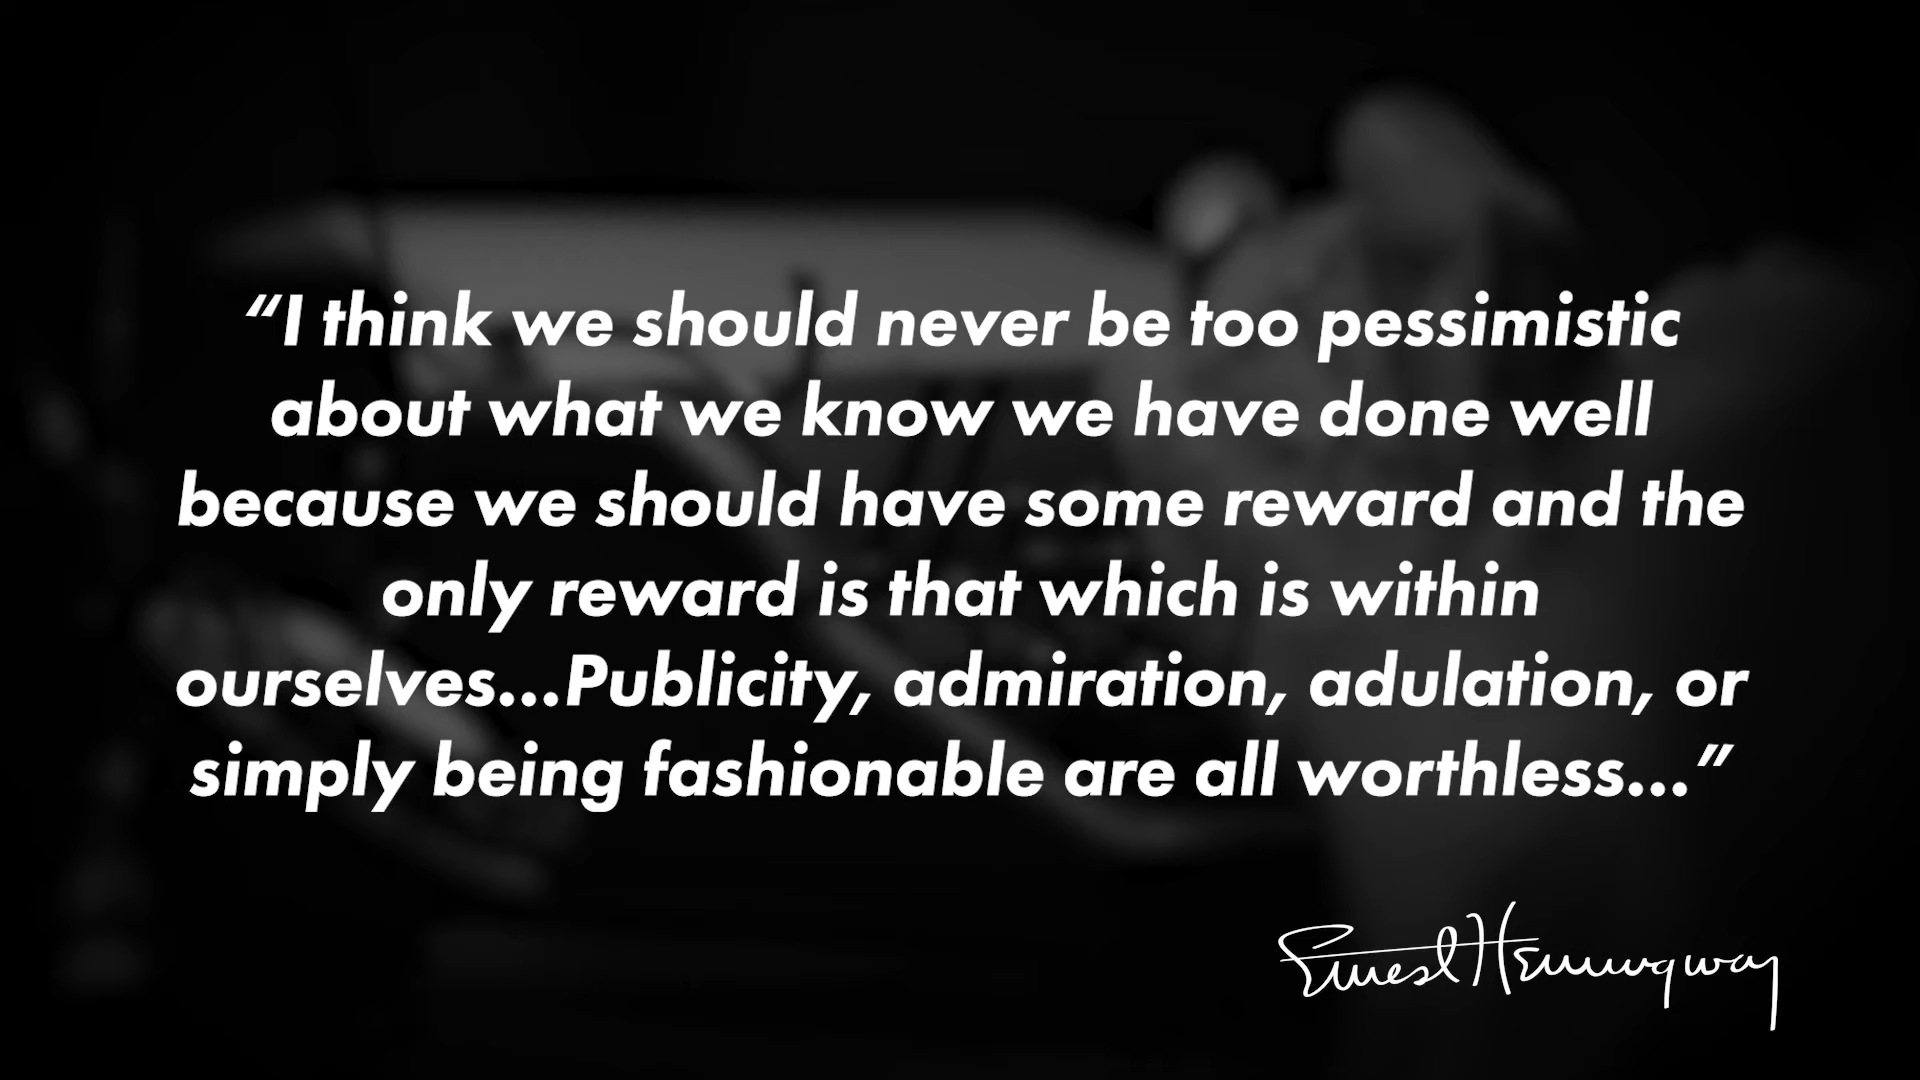 “I think we should never be too pessimistic
about what we know we have done well
because we should have some reward and the
only reward is that which is within
ourselves...Publicity, admiration, adulation, or
simply being fashionable are all worthless...”
Ernest Hemingway